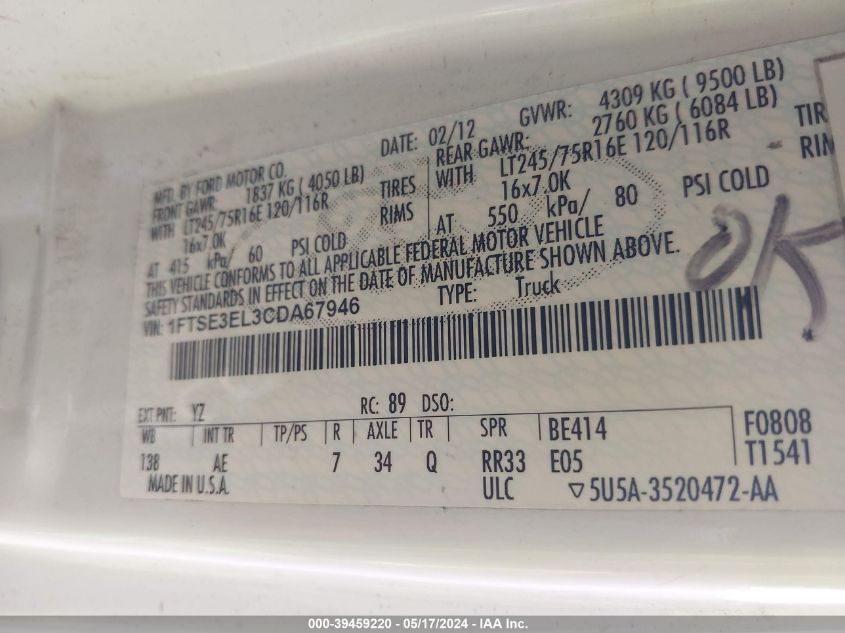 MFD. BY FORD MOTOR CO.
DATE: 02/12
GVWR: 4309 KG ( 9500 LB)
FRONT GAWR: 1837 KG ( 4050 LB)
REAR GAWR: 2760 KG ( 6084 LB)
WITH LT245/75R16E 120/116R TIRES
WITH LT245/75R16E 120/116R TIR
16x7.0K RIMS
16x7.0K RIM
AT 415 kPa/ 60 PSI COLD
AT 550 kPa/ 80 PSI COLD
THIS VEHICLE CONFORMS TO ALL APPLICABLE FEDERAL MOTOR VEHICLE
SAFETY STANDARDS IN EFFECT ON THE DATE OF MANUFACTURE SHOWN ABOVE.
VIN: 1FTSE3EL3CDA67946
TYPE: Truck
OK
M
EXT PNT: YZ RC: 89 DSO:
WB INT TR TP/PS R AXLE TR SPR BE414 F0808
138 AE 7 34 Q RR33 E05 T1541
MADE IN U.S.A. ULC 5U5A-3520472-AA
000-39459220 - 05/17/2024 - IAA Inc.